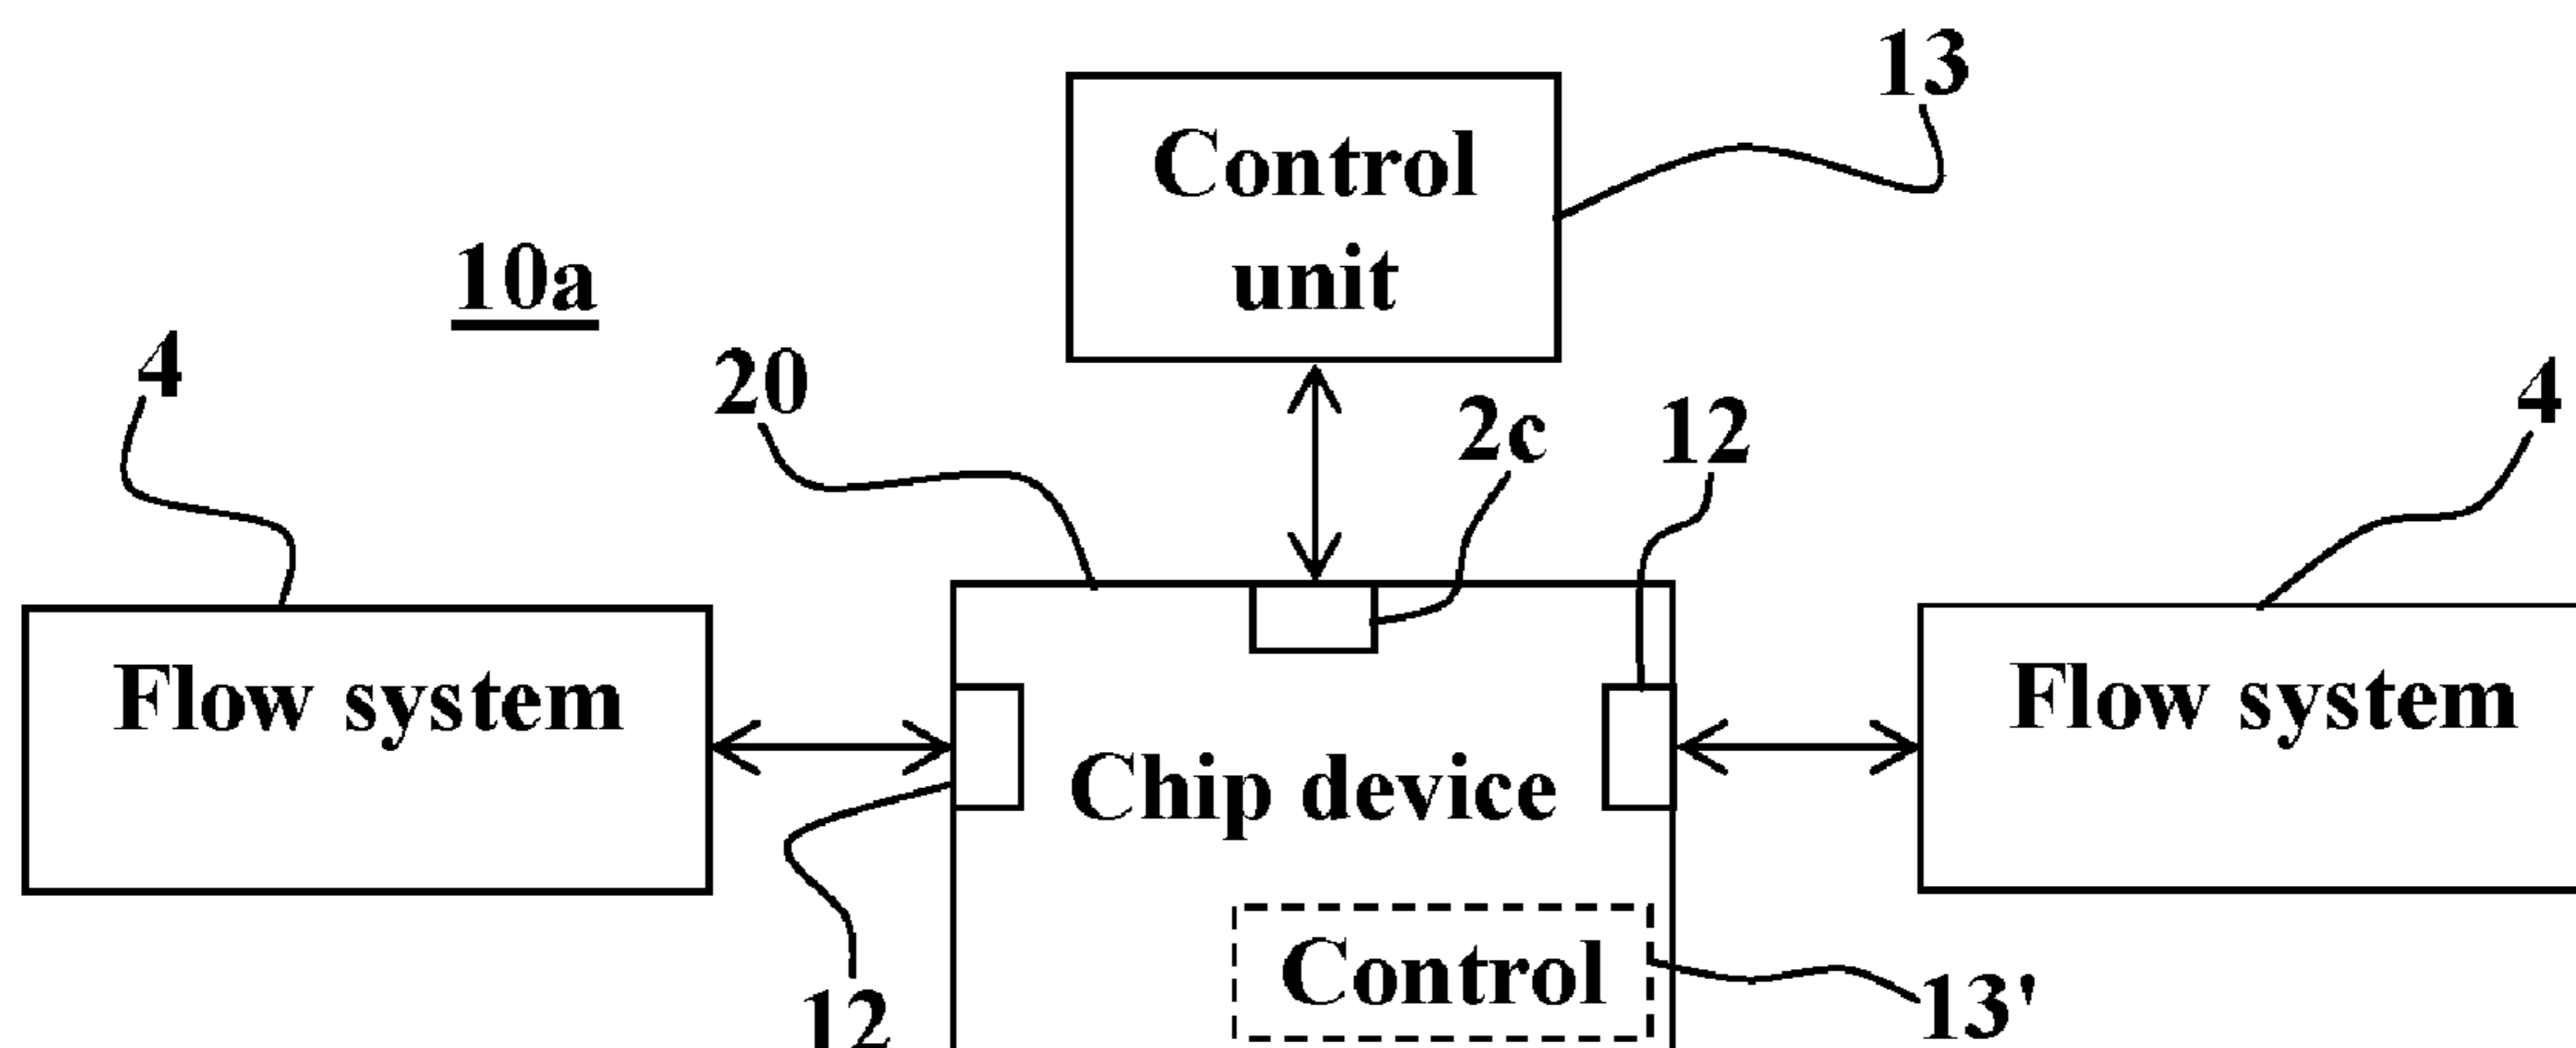 13
Control
unit
10a
4
20
2c
12
4
Flow system
Chip device
Flow system
Control
12
13'